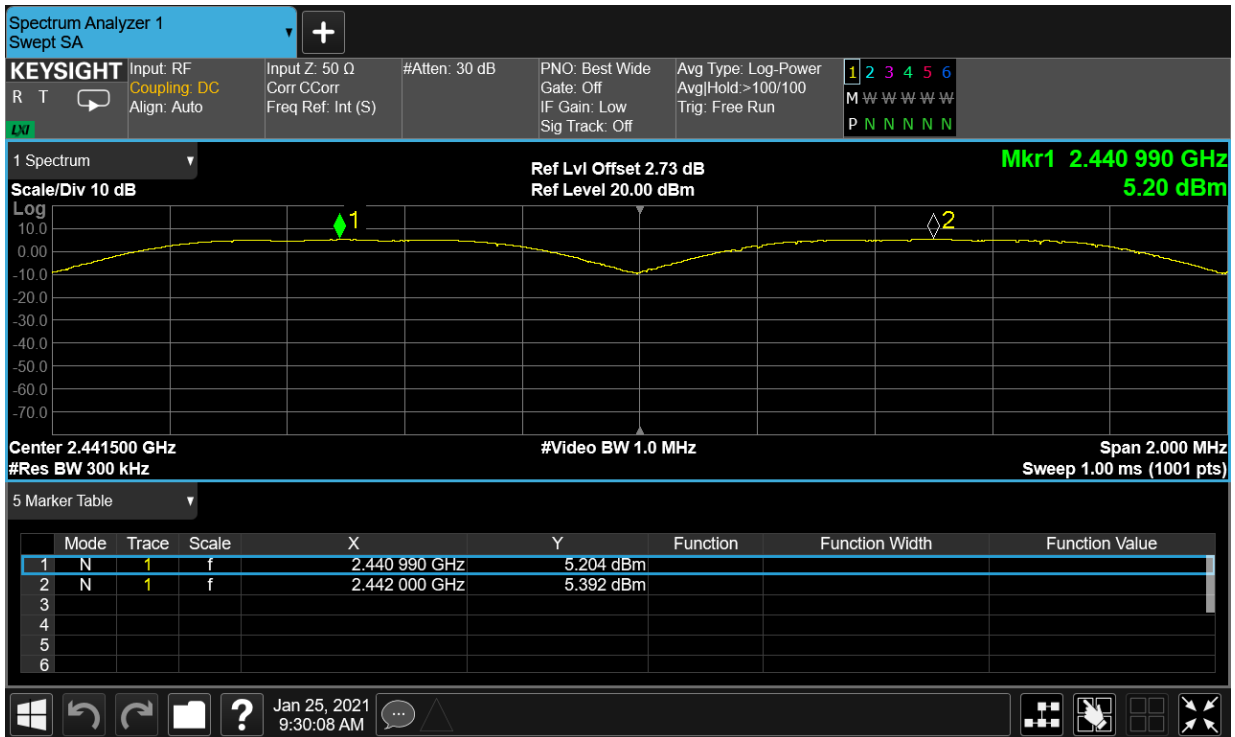 Spectrum Analyzer 1
Swept SA
▼
+
KEYSIGHT
R T
LXI
Input: RF
Coupling: DC
Align: Auto
Input Z: 50 Ω
Corr CCorr
Freq Ref: Int (S)
#Atten: 30 dB
PNO: Best Wide
Gate: Off
IF Gain: Low
Sig Track: Off
Avg Type: Log-Power
Avg|Hold:>100/100
Trig: Free Run
1 2 3 4 5 6
M W W W W W
P N N N N N
1 Spectrum ▼
Scale/Div 10 dB
Ref Lvl Offset 2.73 dB
Ref Level 20.00 dBm
Mkr1 2.440 990 GHz
5.20 dBm
Log
10.0
0.00
-10.0
-20.0
-30.0
-40.0
-50.0
-60.0
-70.0
1
2
Center 2.441500 GHz
#Res BW 300 kHz
#Video BW 1.0 MHz
Span 2.000 MHz
Sweep 1.00 ms (1001 pts)
5 Marker Table ▼
Mode Trace Scale X Y Function Function Width Function Value
1 N 1 f 2.440 990 GHz 5.204 dBm
2 N 1 f 2.442 000 GHz 5.392 dBm
3
4
5
6
?
Jan 25, 2021
9:30:08 AM